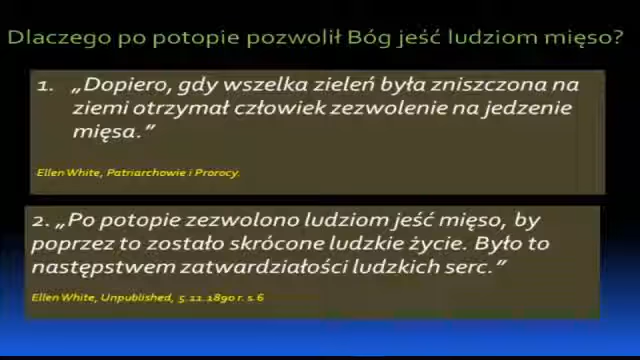 Dlaczego po potopie pozwolił Bóg jeść ludziom mięso?
1. „Dopiero, gdy wszelka zieleń była zniszczona na
ziemi otrzymał człowiek zezwolenie na jedzenie
mięsa.”
Ellen White, Patriarchowie i Prorocy.
2. „Po potopie zezwolono ludziom jeść mięso, by
poprzez to zostało skrócone ludzkie życie. Było to
następstwem zatwardziałości ludzkich serc.”
Ellen White, Unpublished, 5.11.1890 r. s. 6